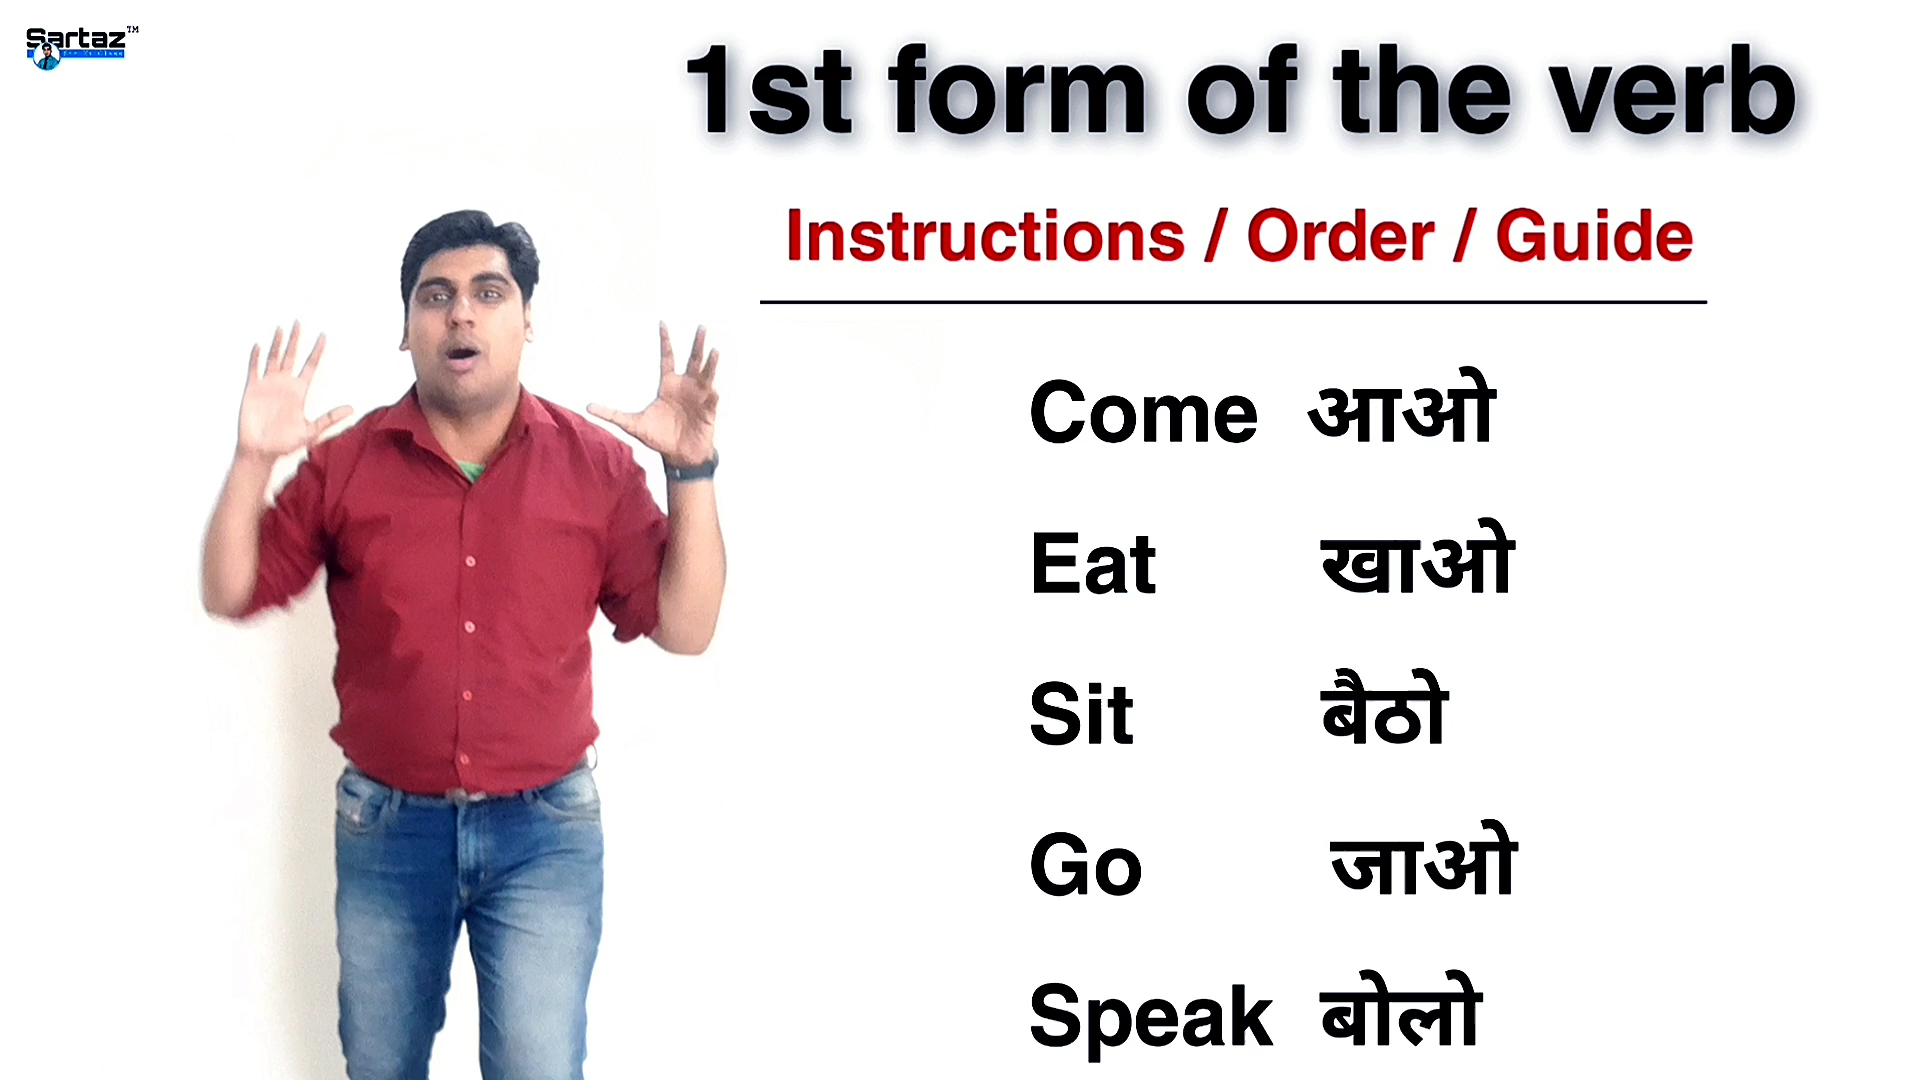 Sartaz™
1st form of the verb
Instructions / Order / Guide
Come आओ
Eat खाओ
Sit बैठो
Go जाओ
Speak बोलो